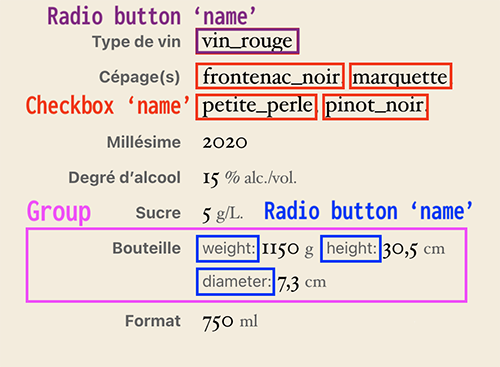 Radio button ‘name’
Type de vin vin_rouge
Cépage(s) frontenac_noir, marquette,
Checkbox ‘name’ petite_perle, pinot_noir,
Millésime 2020
Degré d’alcool 15 % alc./vol.
Group Sucre 5 g/L. Radio button ‘name’
Bouteille weight: 1150 g height: 30,5 cm
diameter: 7,3 cm
Format 750 ml